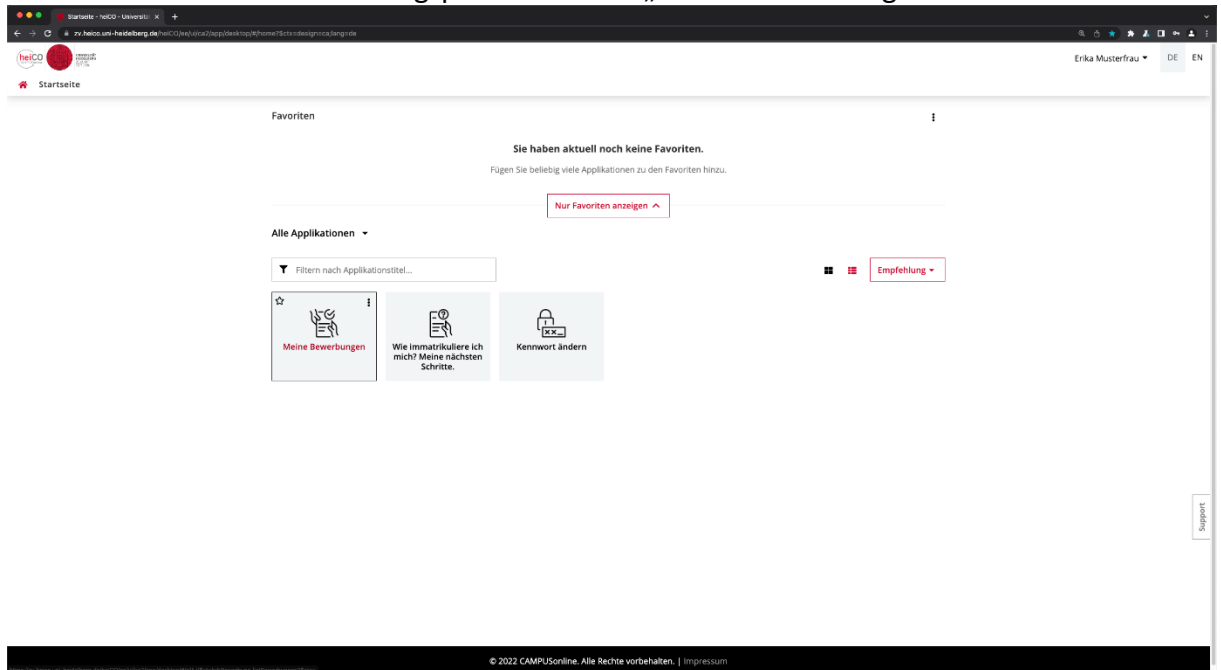 Startseite - heiCO - Universitä
zv.heico.uni-heidelberg.de/heiCO/ee/ui/ca2/app/desktop/#/home?$ctx=design=ca;lang=de
heiCO
Erika Musterfrau DE EN
Startseite
Favoriten
Sie haben aktuell noch keine Favoriten.
Fügen Sie beliebig viele Applikationen zu den Favoriten hinzu.
Nur Favoriten anzeigen
Alle Applikationen
Filtern nach Applikationstitel...
Empfehlung
Meine Bewerbungen
Wie immatrikuliere ich
mich? Meine nächsten
Schritte.
Kennwort ändern
Support
© 2022 CAMPUSonline. Alle Rechte vorbehalten. | Impressum